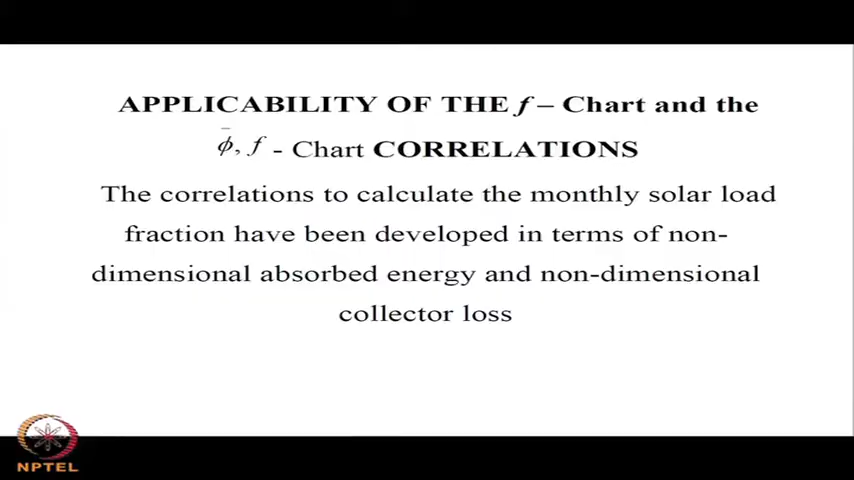 APPLICABILITY OF THE f – Chart and the
ϕ̄, f - Chart CORRELATIONS
The correlations to calculate the monthly solar load
fraction have been developed in terms of non-
dimensional absorbed energy and non-dimensional
collector loss
NPTEL